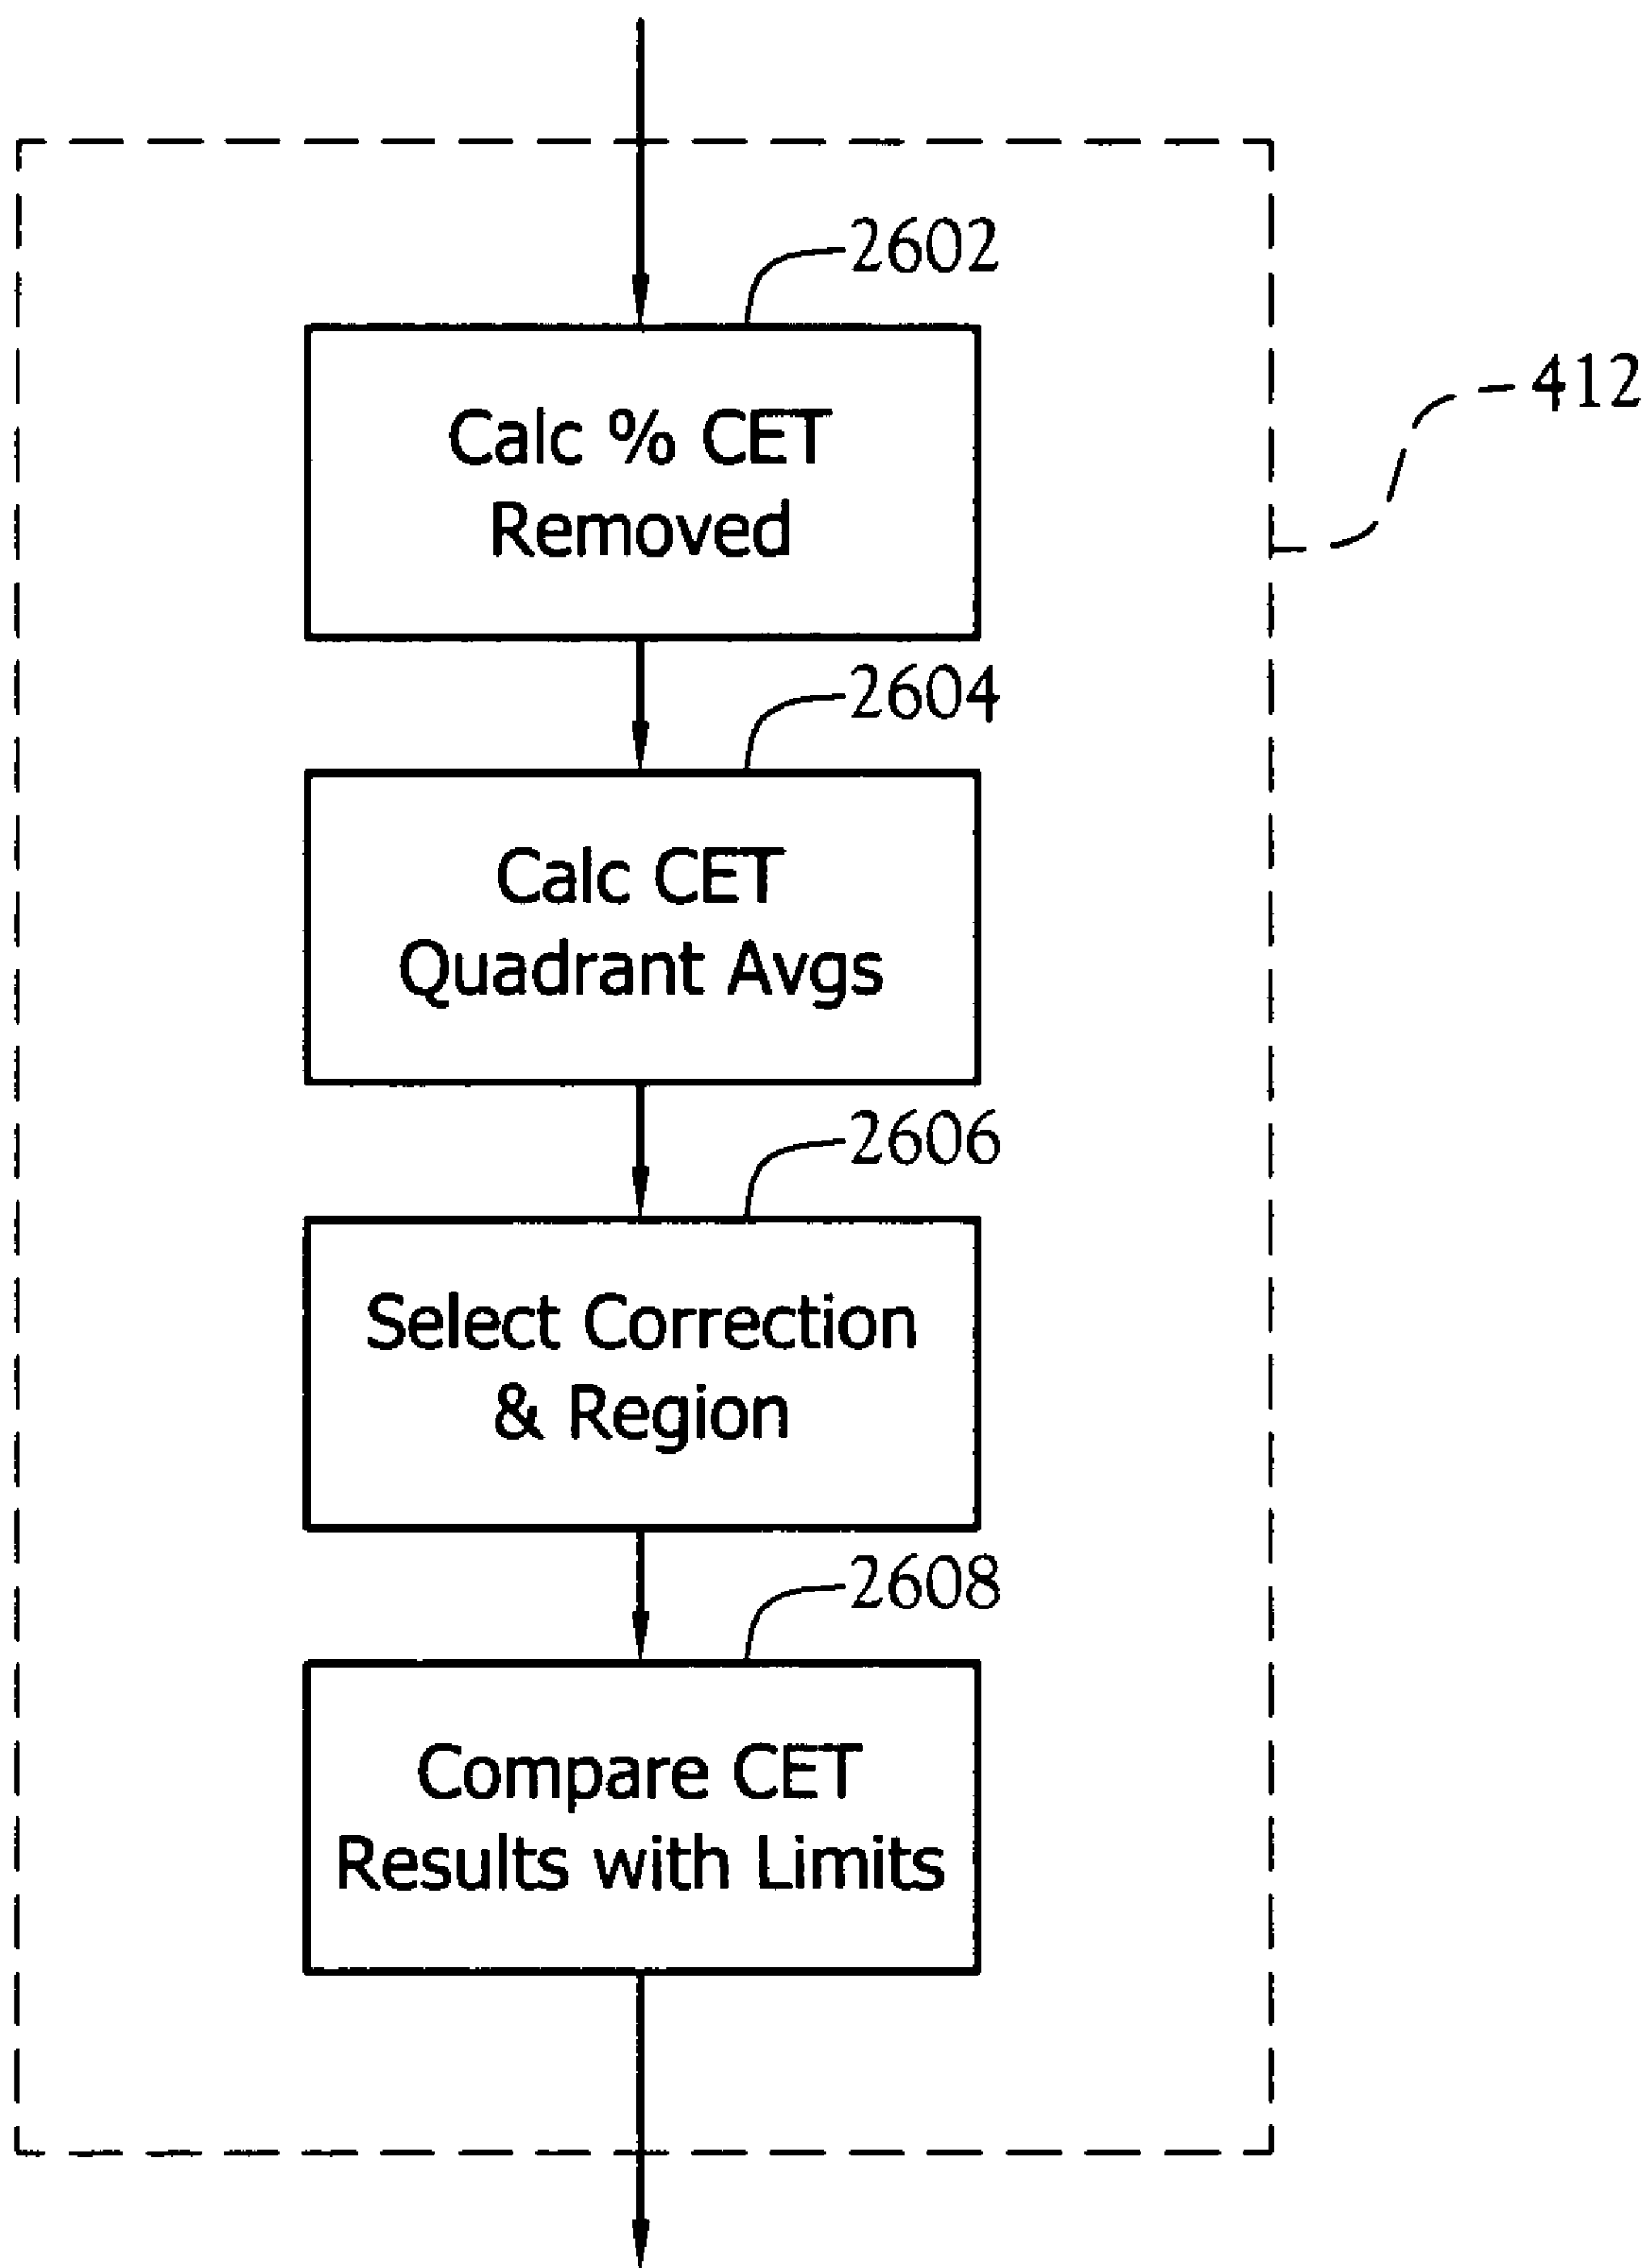 2602
Calc % CET
Removed
412
2604
Calc CET
Quadrant Avgs
2606
Select Correction
& Region
2608
Compare CET
Results with Limits